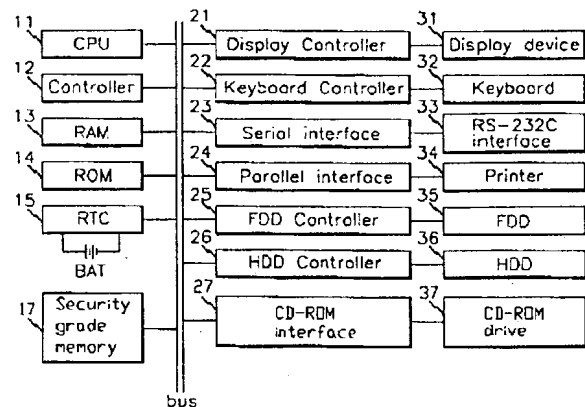 11 CPU 21 Display Controller 31 Display device
12 Controller 22 Keyboard Controller 32 Keyboard
13 RAM 23 Serial interface 33 RS-232C
interface
14 ROM 24 Parallel interface 34 Printer
15 RTC 25 FDD Controller 35 FDD
BAT 26 HDD Controller 36 HDD
17 Security
grade
memory
27 CD-ROM
interface
37 CD-ROM
drive
bus